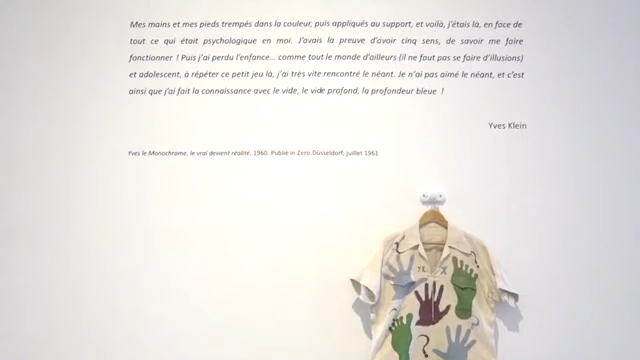 Mes mains et mes pieds trempés dans la couleur, puis appliqués au support, et voilà, j'étais là, en face de
tout ce qui était psychologique en moi. J'avais la preuve d'avoir cinq sens, de savoir me faire
fonctionner ! Puis j'ai perdu l'enfance... comme tout le monde d'ailleurs (il ne faut pas se faire d'illusions)
et adolescent, à répéter ce petit jeu là, j'ai très vite rencontré le néant. Je n'ai pas aimé le néant, et c'est
ainsi que j'ai fait la connaissance avec le vide, le vide profond, la profondeur bleue !
Yves Klein
Yves le Monochrome, le vrai devient réalité, 1960. Publié in Zero.Düsseldorf, juillet 1961
? ?
?